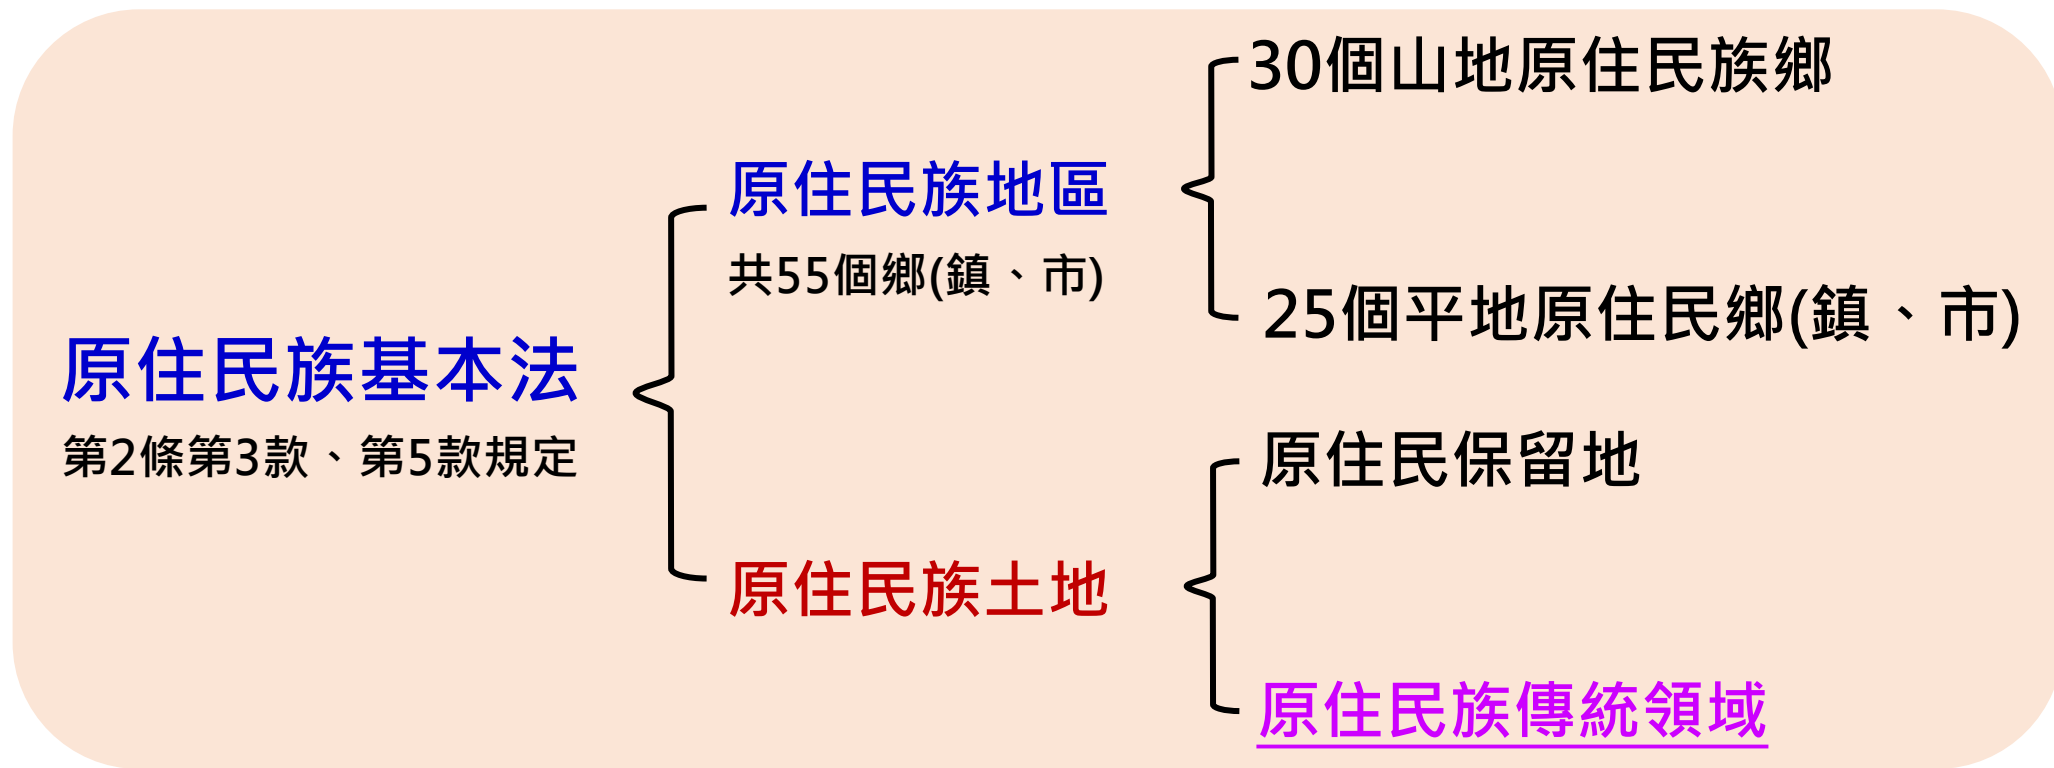 原住民族基本法
第2條第3款、第5款規定
原住民族地區
共55個鄉(鎮、市)
30個山地原住民族鄉
25個平地原住民鄉(鎮、市)
原住民族土地
原住民保留地
原住民族傳統領域